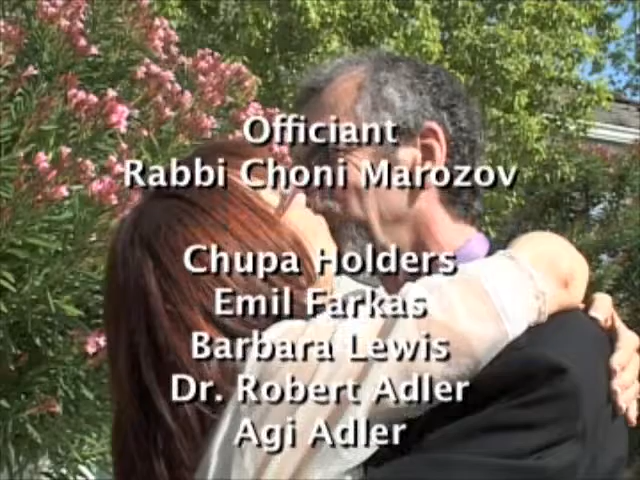 Officiant
Rabbi Choni Marozov
Chupa Holders
Emil Farkas
Barbara Lewis
Dr. Robert Adler
Agi Adler